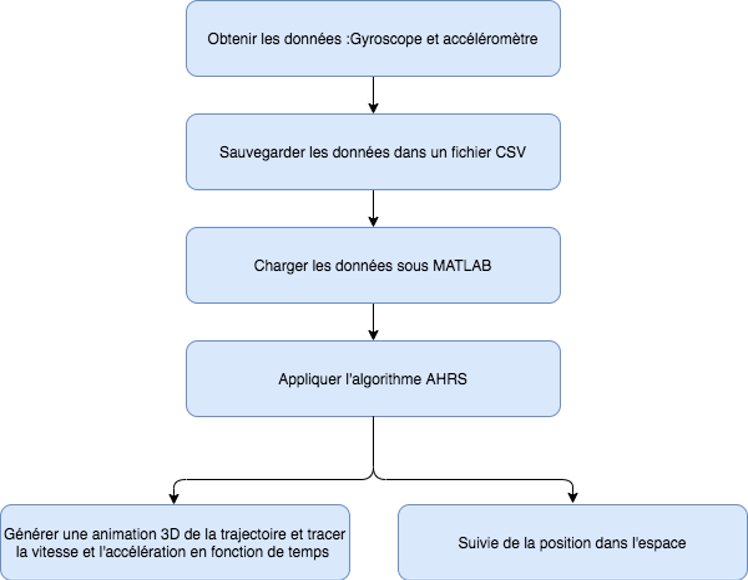 Obtenir les données :Gyroscope et accéléromètre
Sauvegarder les données dans un fichier CSV
Charger les données sous MATLAB
Appliquer l'algorithme AHRS
Générer une animation 3D de la trajectoire et tracer
la vitesse et l'accélération en fonction de temps
Suivie de la position dans l'espace